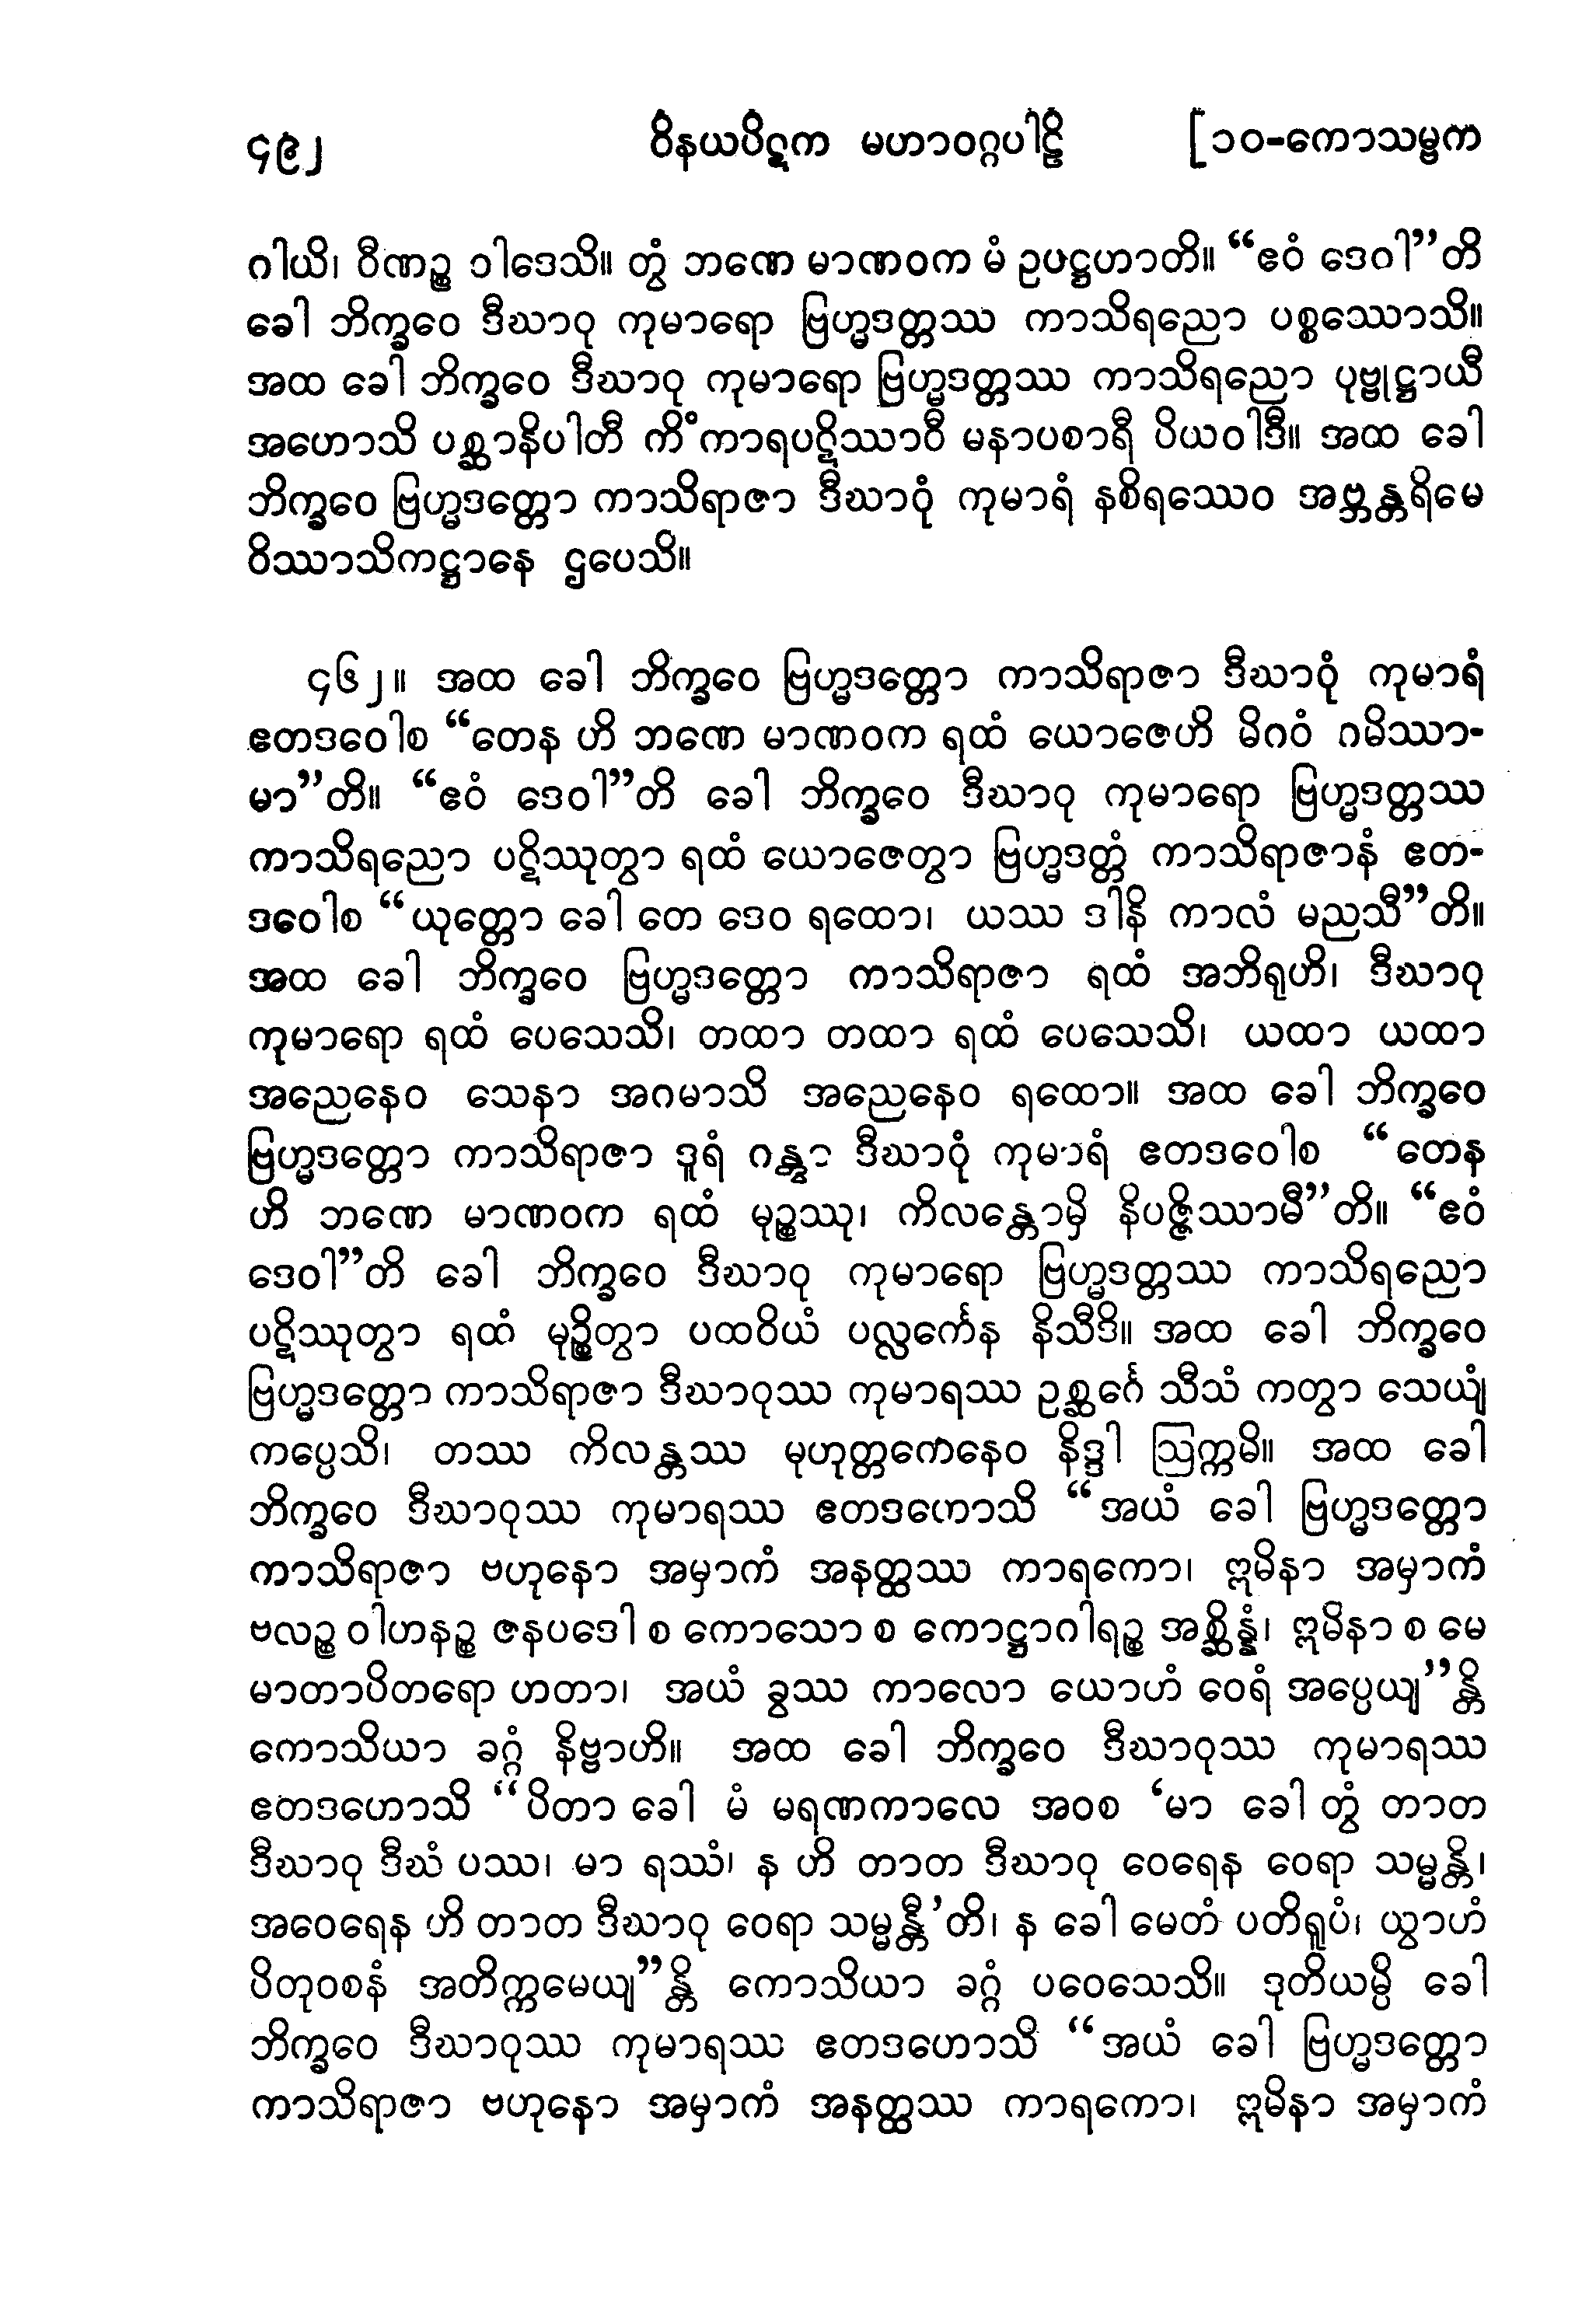 ၄၉၂ ဝိနယပိဋက မဟာဝဂ္ဂပါဠိ [၁၀-ကောသမ္ဗက
ဂါယိ၊ ဝီဏဉ္စ ဝါဒေသိ။ တွံ ဘဏေ မာဏဝက မံ ဥပဋ္ဌဟာတိ။ “ဧဝံ ဒေဝါ”တိ
ခေါ ဘိက္ခဝေ ဒီဃာဝု ကုမာရော ဗြဟ္မဒတ္တဿ ကာသိရညော ပစ္စဿောသိ။
အထ ခေါ ဘိက္ခဝေ ဒီဃာဝု ကုမာရော ဗြဟ္မဒတ္တဿ ကာသိရညော ပုဗ္ဗုဋ္ဌာယီ
အဟောသိ ပစ္ဆာနိပါတီ ကိံကာရပဋိဿာဝီ မနာပစာရီ ပိယဝါဒီ။ အထ ခေါ
ဘိက္ခဝေ ဗြဟ္မဒတ္တော ကာသိရာဇာ ဒီဃာဝုံ ကုမာရံ နစိရဿေဝ အဗ္ဘန္တရိမေ
ဝိဿာသိကဋ္ဌာနေ ဌပေသိ။
၄၆၂။ အထ ခေါ ဘိက္ခဝေ ဗြဟ္မဒတ္တော ကာသိရာဇာ ဒီဃာဝုံ ကုမာရံ
ဧတဒဝေါစ “တေန ဟိ ဘဏေ မာဏဝက ရထံ ယောဇေဟိ မိဂဝံ ဂမိဿာ-
မာ”တိ။ “ဧဝံ ဒေဝါ”တိ ခေါ ဘိက္ခဝေ ဒီဃာဝု ကုမာရော ဗြဟ္မဒတ္တဿ
ကာသိရညော ပဋိဿုတွာ ရထံ ယောဇေတွာ ဗြဟ္မဒတ္တံ ကာသိရာဇာနံ ဧတ-
ဒဝေါစ “ယုတ္တော ခေါ တေ ဒေဝ ရထော၊ ယဿ ဒါနိ ကာလံ မညသီ”တိ။
အထ ခေါ ဘိက္ခဝေ ဗြဟ္မဒတ္တော ကာသိရာဇာ ရထံ အဘိရုဟိ၊ ဒီဃာဝု
ကုမာရော ရထံ ပေသေသိ၊ တထာ တထာ ရထံ ပေသေသိ၊ ယထာ ယထာ
အညေနေဝ သေနာ အဂမာသိ အညေနေဝ ရထော။ အထ ခေါ ဘိက္ခဝေ
ဗြဟ္မဒတ္တော ကာသိရာဇာ ဒူရံ ဂန္တွာ ဒီဃာဝုံ ကုမာရံ ဧတဒဝေါစ “တေန
ဟိ ဘဏေ မာဏဝက ရထံ မုဉ္စဿု၊ ကိလန္တောမှိ နိပဇ္ဇိဿာမီ”တိ။ “ဧဝံ
ဒေဝါ”တိ ခေါ ဘိက္ခဝေ ဒီဃာဝု ကုမာရော ဗြဟ္မဒတ္တဿ ကာသိရညော
ပဋိဿုတွာ ရထံ မုဉ္စိတွာ ပထဝိယံ ပလ္လင်္ကေန နိသီဒိ။ အထ ခေါ ဘိက္ခဝေ
ဗြဟ္မဒတ္တော ကာသိရာဇာ ဒီဃာဝုဿ ကုမာရဿ ဥစ္ဆင်္ဂေ သီသံ ကတွာ သေယျံ
ကပ္ပေသိ၊ တဿ ကိလန္တဿ မုဟုတ္တကေနေဝ နိဒ္ဒါ ဩက္ကမိ။ အထ ခေါ
ဘိက္ခဝေ ဒီဃာဝုဿ ကုမာရဿ ဧတဒဟောသိ “အယံ ခေါ ဗြဟ္မဒတ္တော
ကာသိရာဇာ ဗဟုနော အမှာကံ အနတ္ထဿ ကာရကော၊ ဣမိနာ အမှာကံ
ဗလဉ္စ ဝါဟနဉ္စ ဇနပဒေါ စ ကောသော စ ကောဋ္ဌာဂါရဉ္စ အစ္ဆိန္နံ၊ ဣမိနာ စ မေ
မာတာပိတရော ဟတာ၊ အယံ ခွဿ ကာလော ယောဟံ ဝေရံ အပ္ပေယျ”န္တိ
ကောသိယာ ခဂ္ဂံ နိဗ္ဗာဟိ။ အထ ခေါ ဘိက္ခဝေ ဒီဃာဝုဿ ကုမာရဿ
ဧတဒဟောသိ “ပိတာ ခေါ မံ မရဏကာလေ အဝစ ‘မာ ခေါ တွံ တာတ
ဒီဃာဝု ဒီဃံ ပဿ၊ မာ ရဿံ၊ န ဟိ တာတ ဒီဃာဝု ဝေရေန ဝေရာ သမ္မန္တိ၊
အဝေရေန ဟိ တာတ ဒီဃာဝု ဝေရာ သမ္မန္တီ’တိ၊ န ခေါ မေတံ ပတိရူပံ၊ ယွာဟံ
ပိတုဝစနံ အတိက္ကမေယျ”န္တိ ကောသိယာ ခဂ္ဂံ ပဝေသေသိ။ ဒုတိယမ္ပိ ခေါ
ဘိက္ခဝေ ဒီဃာဝုဿ ကုမာရဿ ဧတဒဟောသိ “အယံ ခေါ ဗြဟ္မဒတ္တော
ကာသိရာဇာ ဗဟုနော အမှာကံ အနတ္ထဿ ကာရကော၊ ဣမိနာ အမှာကံ